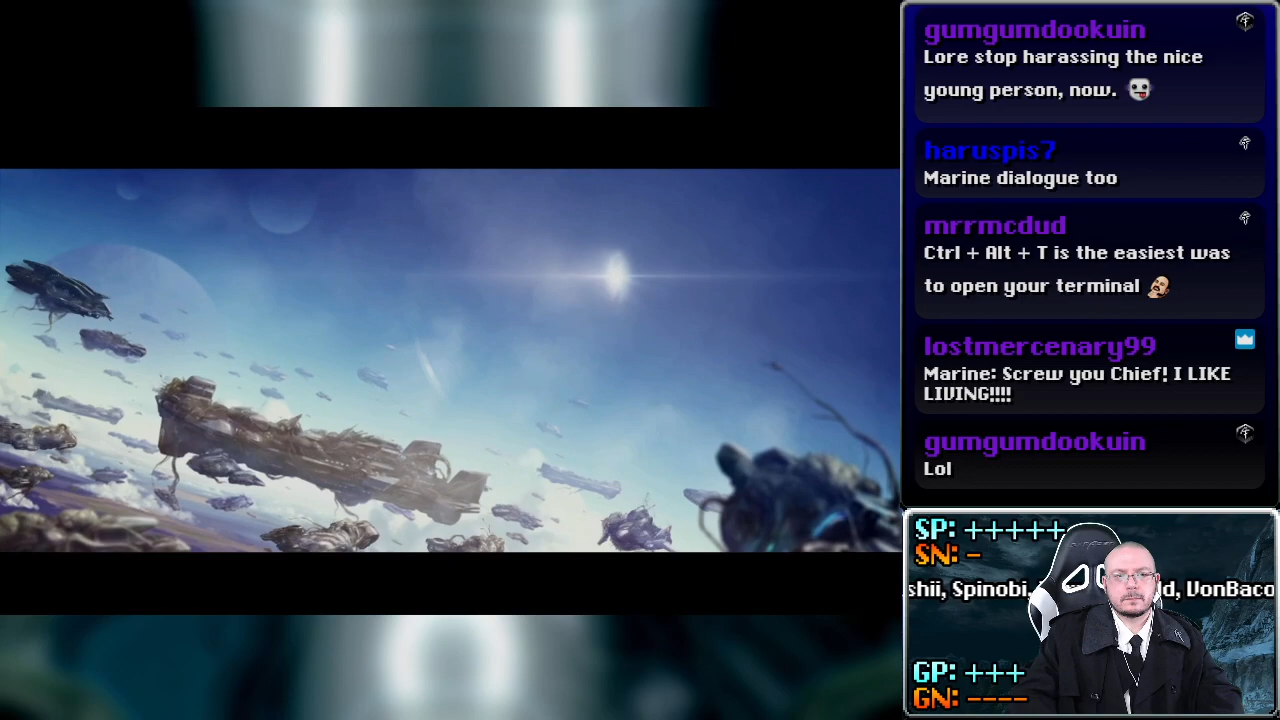 gumgumdookuin
Lore stop harassing the nice
young person, now.
haruspis7
Marine dialogue too
mrrmcdud
Ctrl + Alt + T is the easiest was
to open your terminal
lostmercenary99
Marine: Screw you Chief! I LIKE
LIVING!!!!
gumgumdookuin
Lol
SP: +++++
SN: -
shii, Spinobi, d, VonBaco
GP: +++
GN: ----